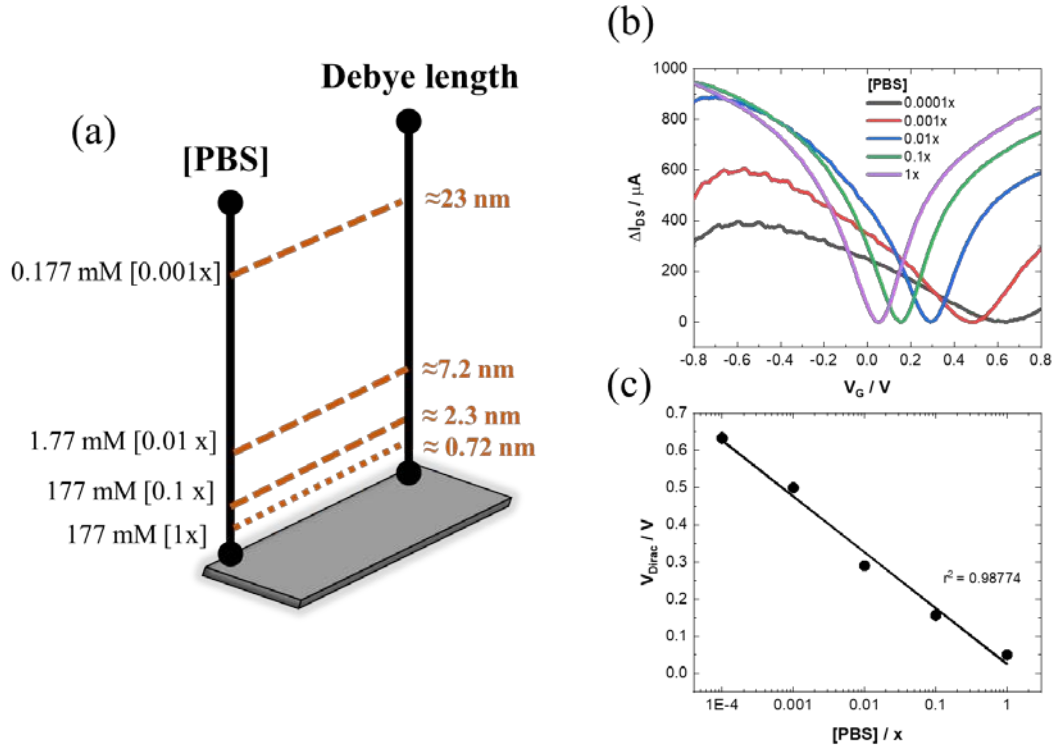 (a)
Debye length
[PBS]
≈23 nm
0.177 mM [0.001x]
≈7.2 nm
≈ 2.3 nm
1.77 mM [0.01 x]
≈ 0.72 nm
177 mM [0.1 x]
177 mM [1x]
(b)
1000
800
600
400
200
0
ΔI_DS / μA
[PBS]
0.0001x
0.001x
0.01x
0.1x
1x
-0.8 -0.6 -0.4 -0.2 0.0 0.2 0.4 0.6 0.8
V_G / V
(c)
0.7
0.6
0.5
0.4
0.3
0.2
0.1
0.0
V_Dirac / V
r² = 0.98774
1E-4 0.001 0.01 0.1 1
[PBS] / x